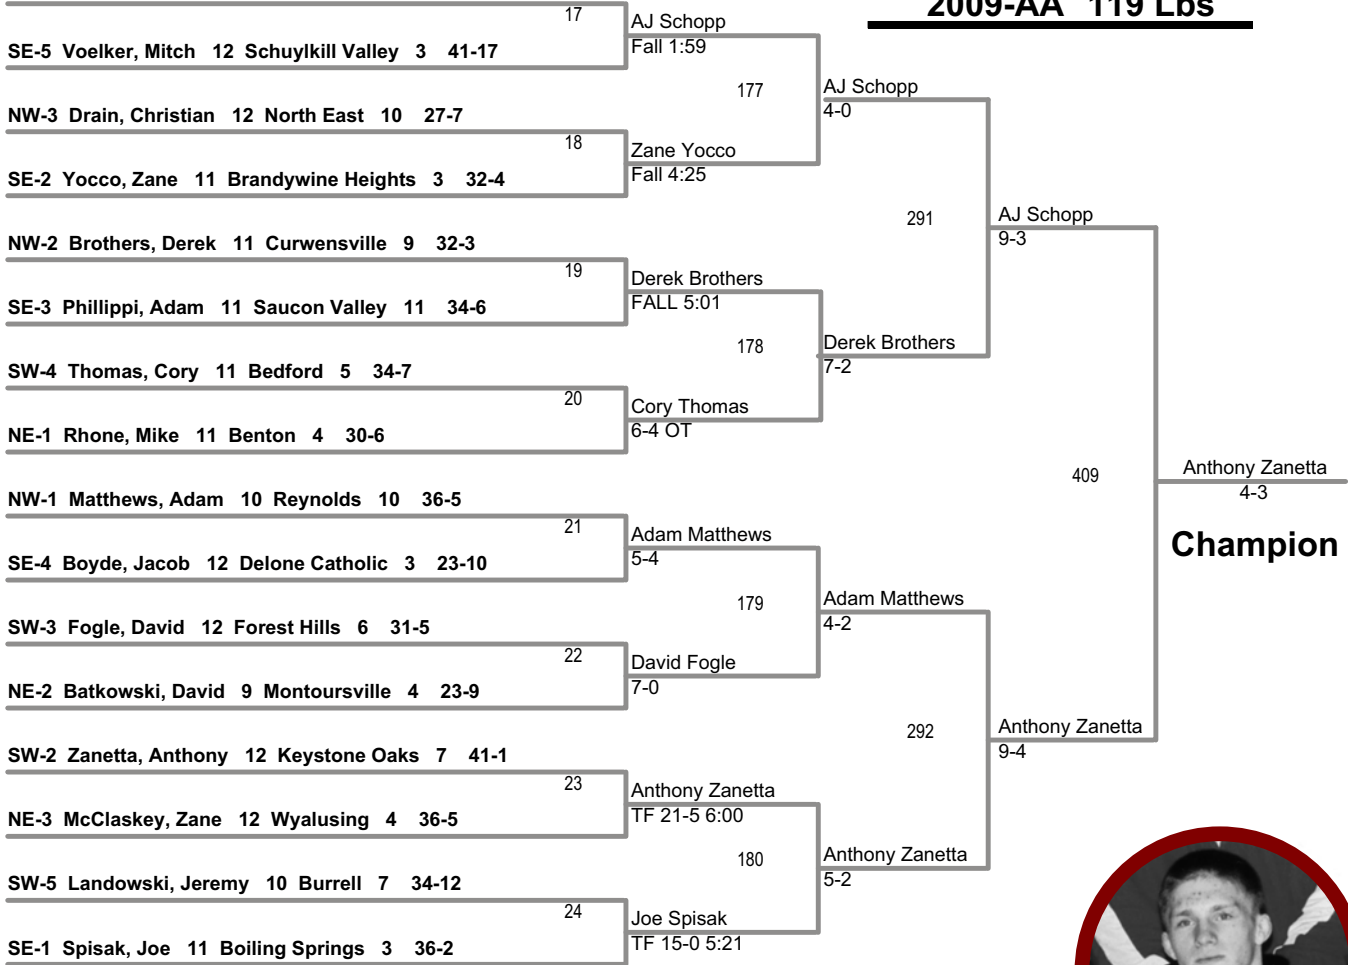 2009-AA 119 Lbs
SE-5 Voelker, Mitch 12 Schuylkill Valley 3 41-17
NW-3 Drain, Christian 12 North East 10 27-7
SE-2 Yocco, Zane 11 Brandywine Heights 3 32-4
NW-2 Brothers, Derek 11 Curwensville 9 32-3
SE-3 Phillippi, Adam 11 Saucon Valley 11 34-6
SW-4 Thomas, Cory 11 Bedford 5 34-7
NE-1 Rhone, Mike 11 Benton 4 30-6
NW-1 Matthews, Adam 10 Reynolds 10 36-5
SE-4 Boyde, Jacob 12 Delone Catholic 3 23-10
SW-3 Fogle, David 12 Forest Hills 6 31-5
NE-2 Batkowski, David 9 Montoursville 4 23-9
SW-2 Zanetta, Anthony 12 Keystone Oaks 7 41-1
NE-3 McClaskey, Zane 12 Wyalusing 4 36-5
SW-5 Landowski, Jeremy 10 Burrell 7 34-12
SE-1 Spisak, Joe 11 Boiling Springs 3 36-2
17
18
19
20
21
22
23
24
AJ Schopp
Fall 1:59
Zane Yocco
Fall 4:25
Derek Brothers
FALL 5:01
Cory Thomas
6-4 OT
Adam Matthews
5-4
David Fogle
7-0
Anthony Zanetta
TF 21-5 6:00
Joe Spisak
TF 15-0 5:21
177
178
179
180
AJ Schopp
4-0
Derek Brothers
7-2
Adam Matthews
4-2
Anthony Zanetta
5-2
291
292
AJ Schopp
9-3
Anthony Zanetta
9-4
409
Anthony Zanetta
4-3
Champion